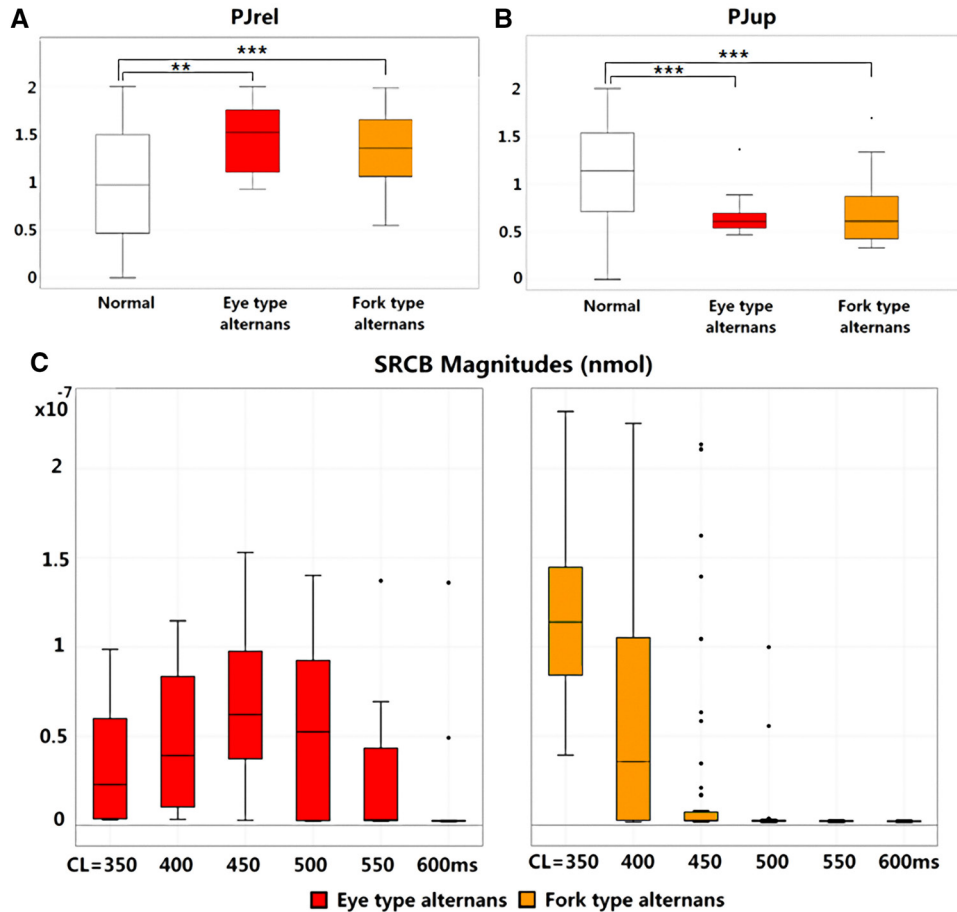 A PJrel
*** 
**
2
1.5
1
0.5
0
Normal Eye type alternans Fork type alternans
B PJup
***
***
2
1.5
1
0.5
0
Normal Eye type alternans Fork type alternans
C SRCB Magnitudes (nmol)
x10 -7
2
1.5
1
0.5
0
CL=350 400 450 500 550 600ms
CL=350 400 450 500 550 600ms
Eye type alternans Fork type alternans